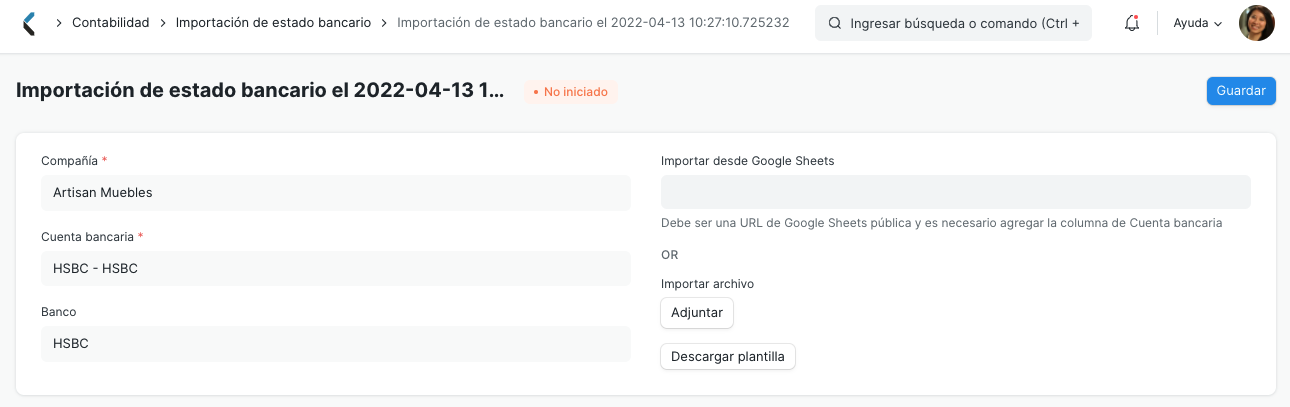 Contabilidad
Importación de estado bancario
Importación de estado bancario el 2022-04-13 10:27:10.725232
Ingresar búsqueda o comando (Ctrl +
Ayuda
Importación de estado bancario el 2022-04-13 1...
No iniciado
Guardar
Compañía *
Artisan Muebles
Cuenta bancaria *
HSBC - HSBC
Banco
HSBC
Importar desde Google Sheets
Debe ser una URL de Google Sheets pública y es necesario agregar la columna de Cuenta bancaria
OR
Importar archivo
Adjuntar
Descargar plantilla